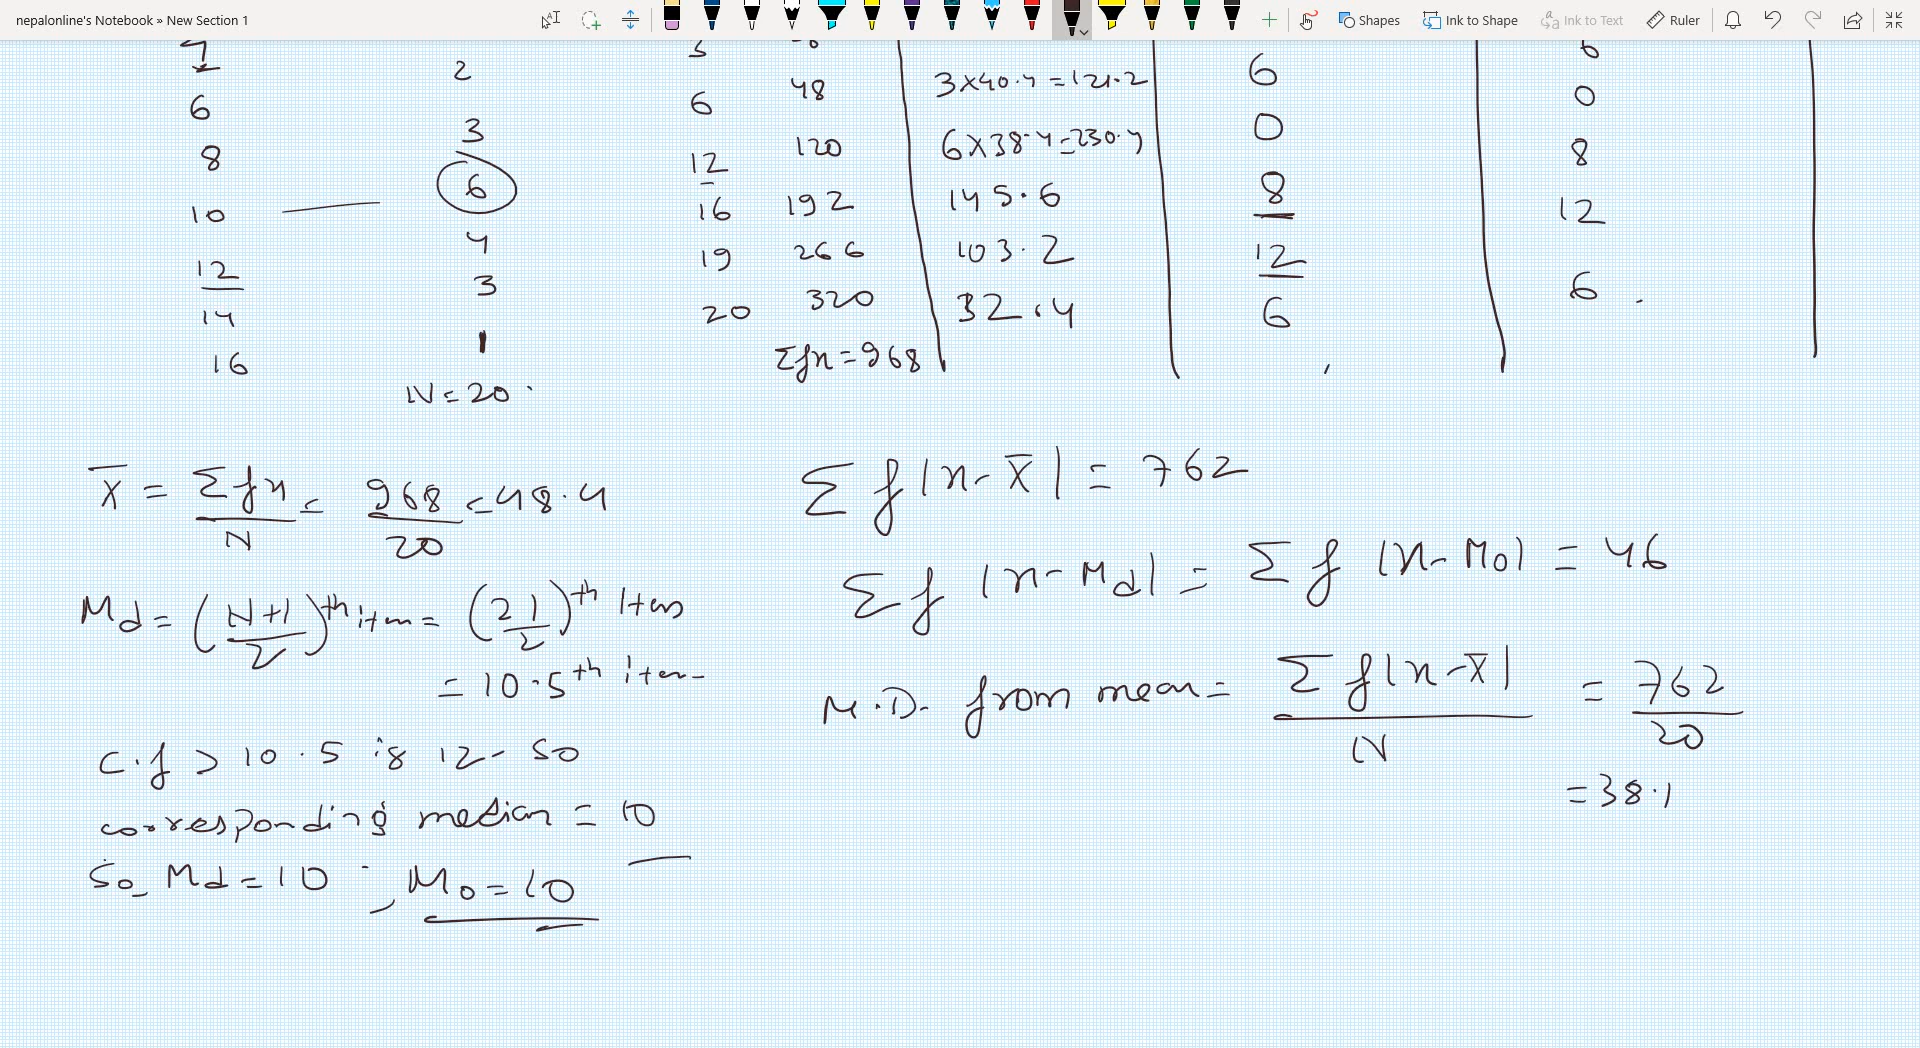 nepalonline's Notebook » New Section 1
Shapes
Ink to Shape
Ink to Text
Ruler
4
6
8
10
12
14
16
2
3
6
4
3
1
N = 20
3
6
12
16
19
20
48
120
192
266
320
Σfx = 968
3×40.4 = 121.2
6×38.4 = 230.4
145.6
103.2
32.4
6
0
8
12
6
6
0
8
12
6
X̄ = Σfx/N = 968/20 = 48.4
Md = (N+1/2)th item = (21/2)th item
= 10.5th item
c.f > 10.5 is 12 - so
corresponding median = 10
So, Md = 10, Mo = 10
Σf|x-X̄| = 762
Σf|x-Md| = Σf|x-Mo| = 46
M.D. from mean = Σf|x-X̄|/N = 762/20
= 38.1